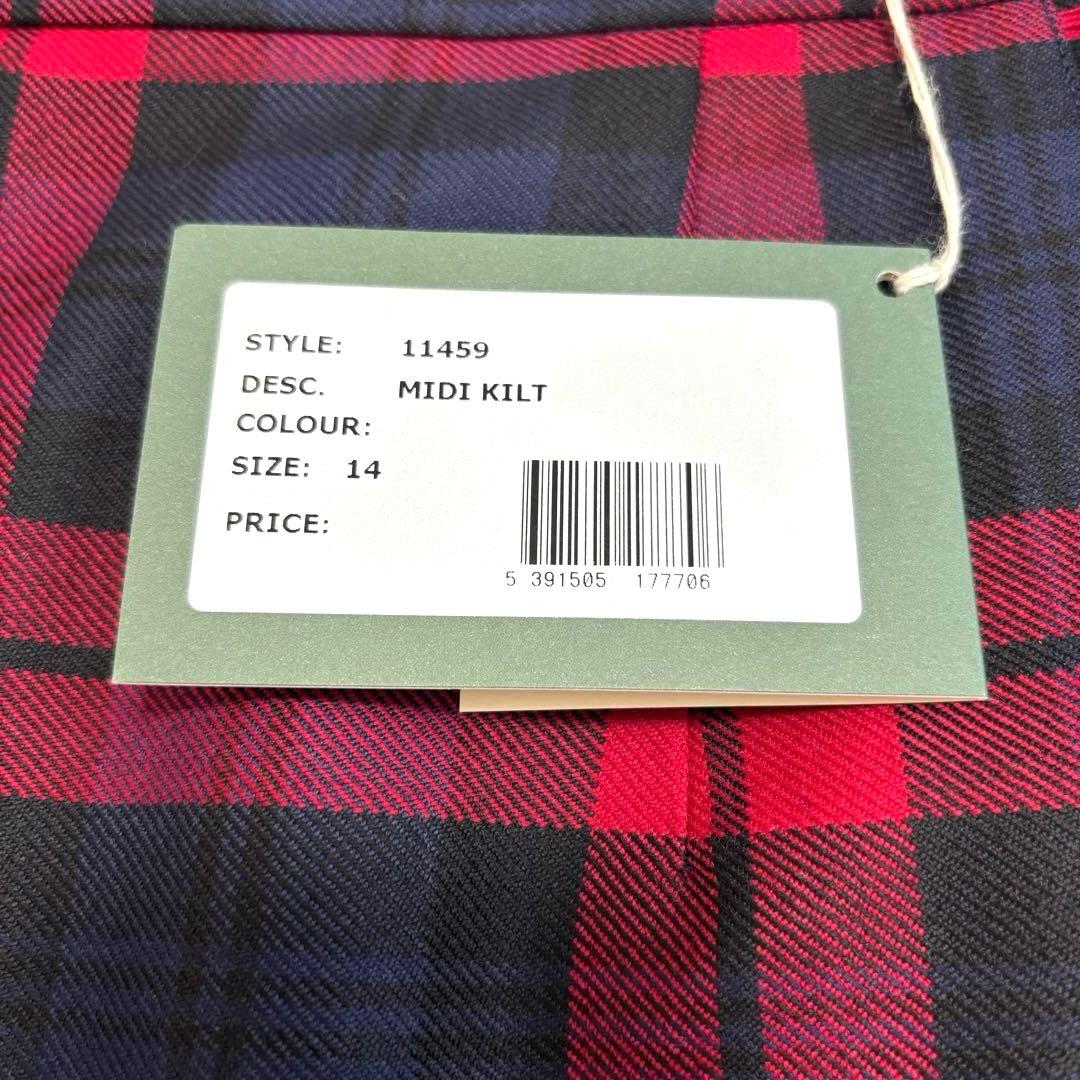 STYLE: 11459
DESC. MIDI KILT
COLOUR:
SIZE: 14
PRICE:
5 391505 177706